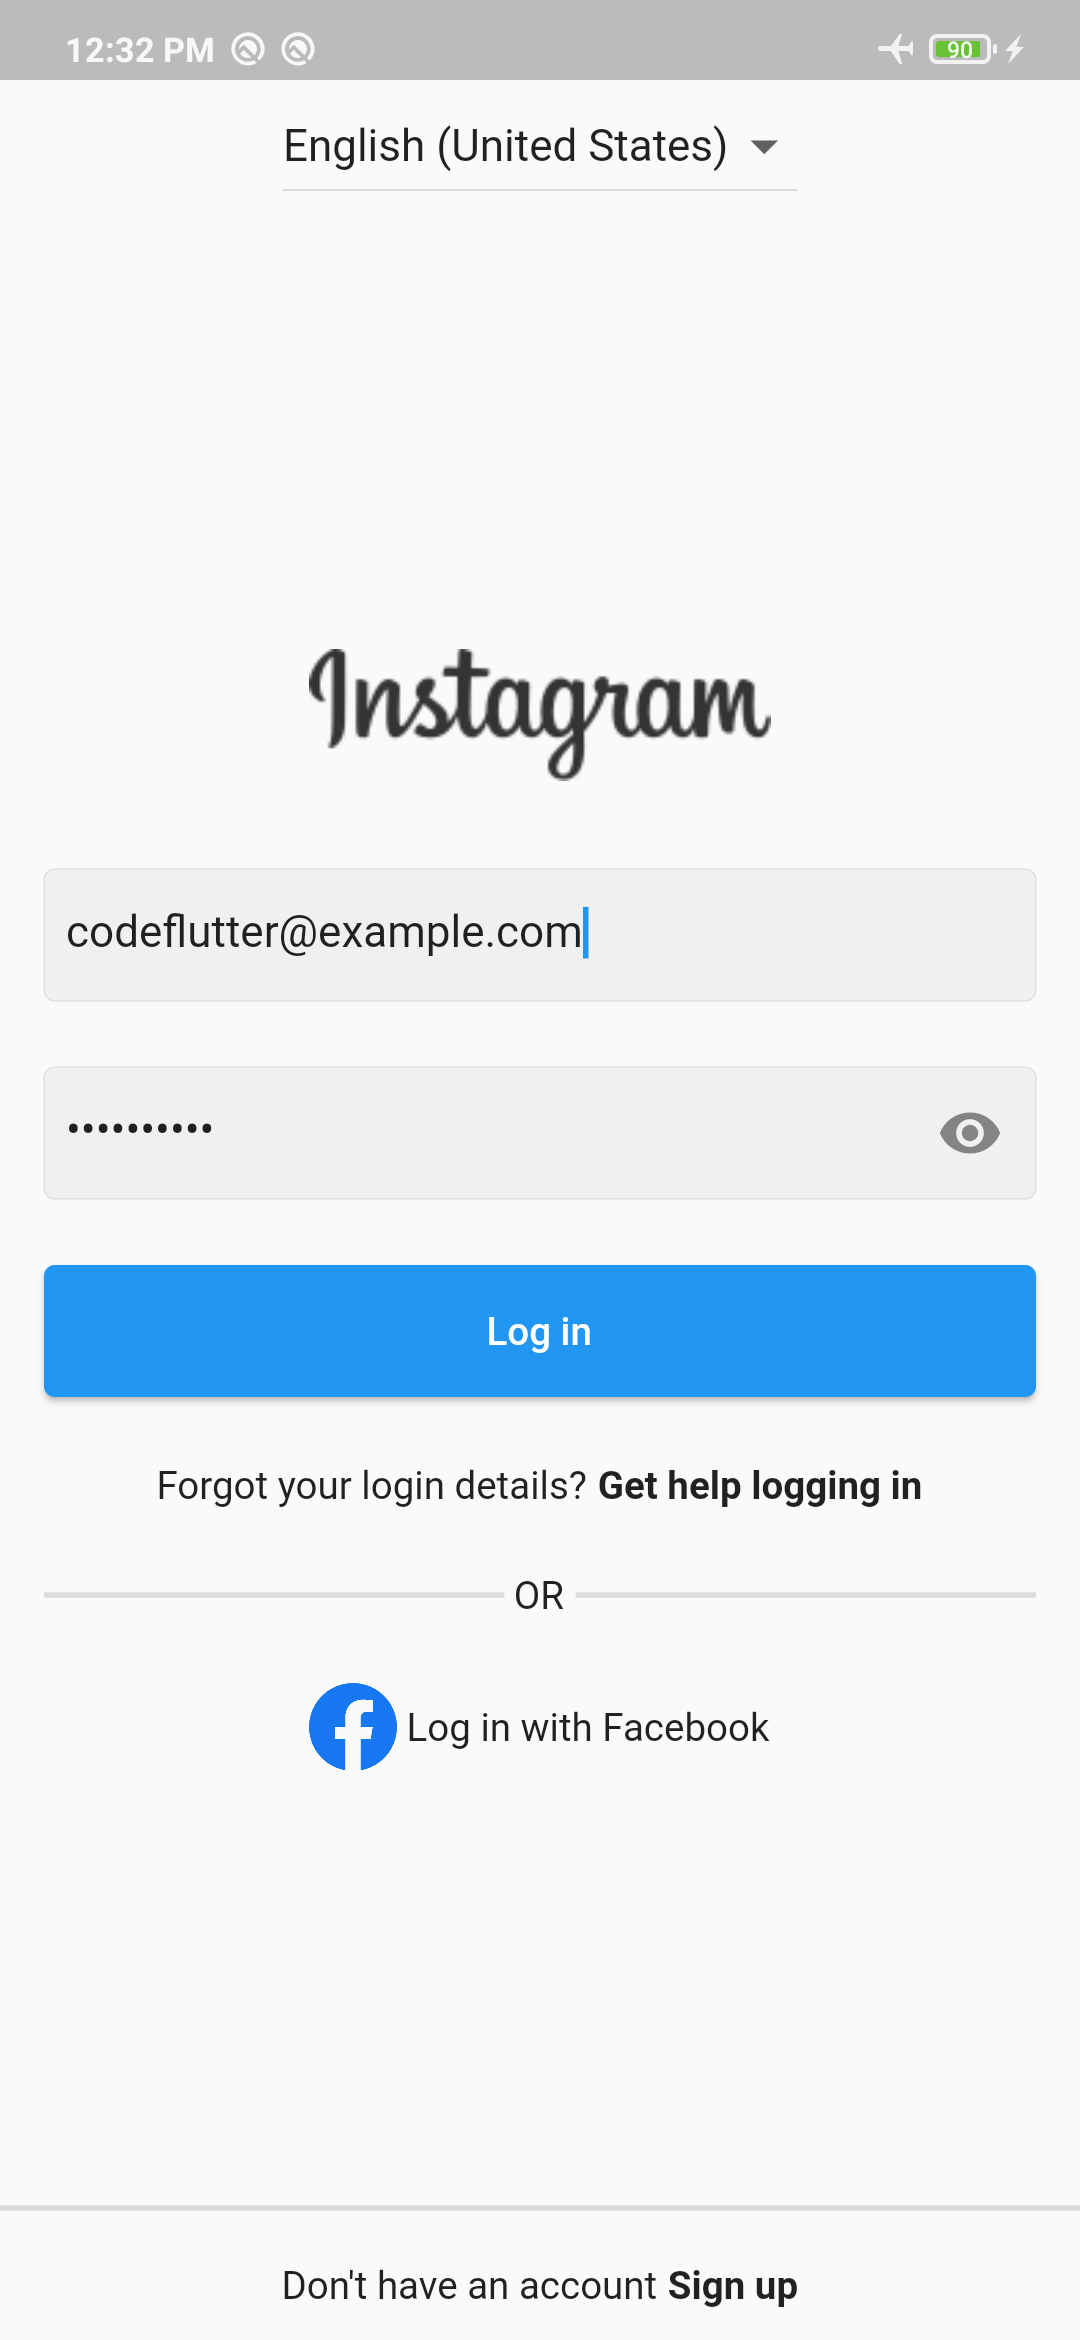 12:32 PM
90
English (United States)
Instagram
codeflutter@example.com
••••••••••
Log in
Forgot your login details? Get help logging in
OR
Log in with Facebook
Don't have an account Sign up